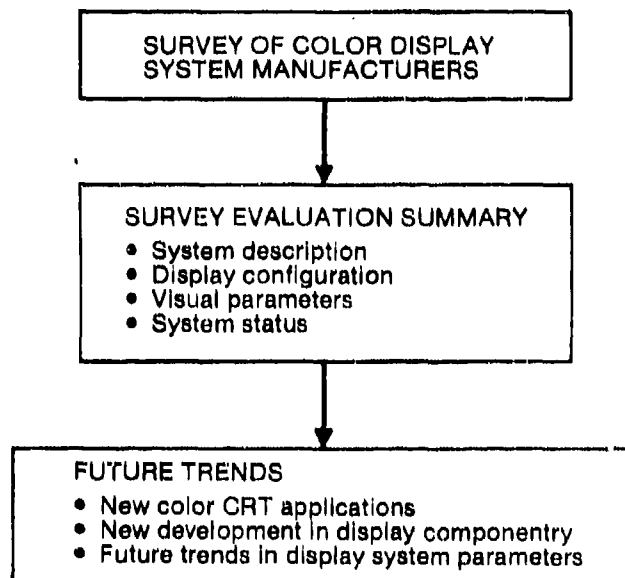 SURVEY OF COLOR DISPLAY
SYSTEM MANUFACTURERS
SURVEY EVALUATION SUMMARY
• System description
• Display configuration
• Visual parameters
• System status
FUTURE TRENDS
• New color CRT applications
• New development in display componentry
• Future trends in display system parameters